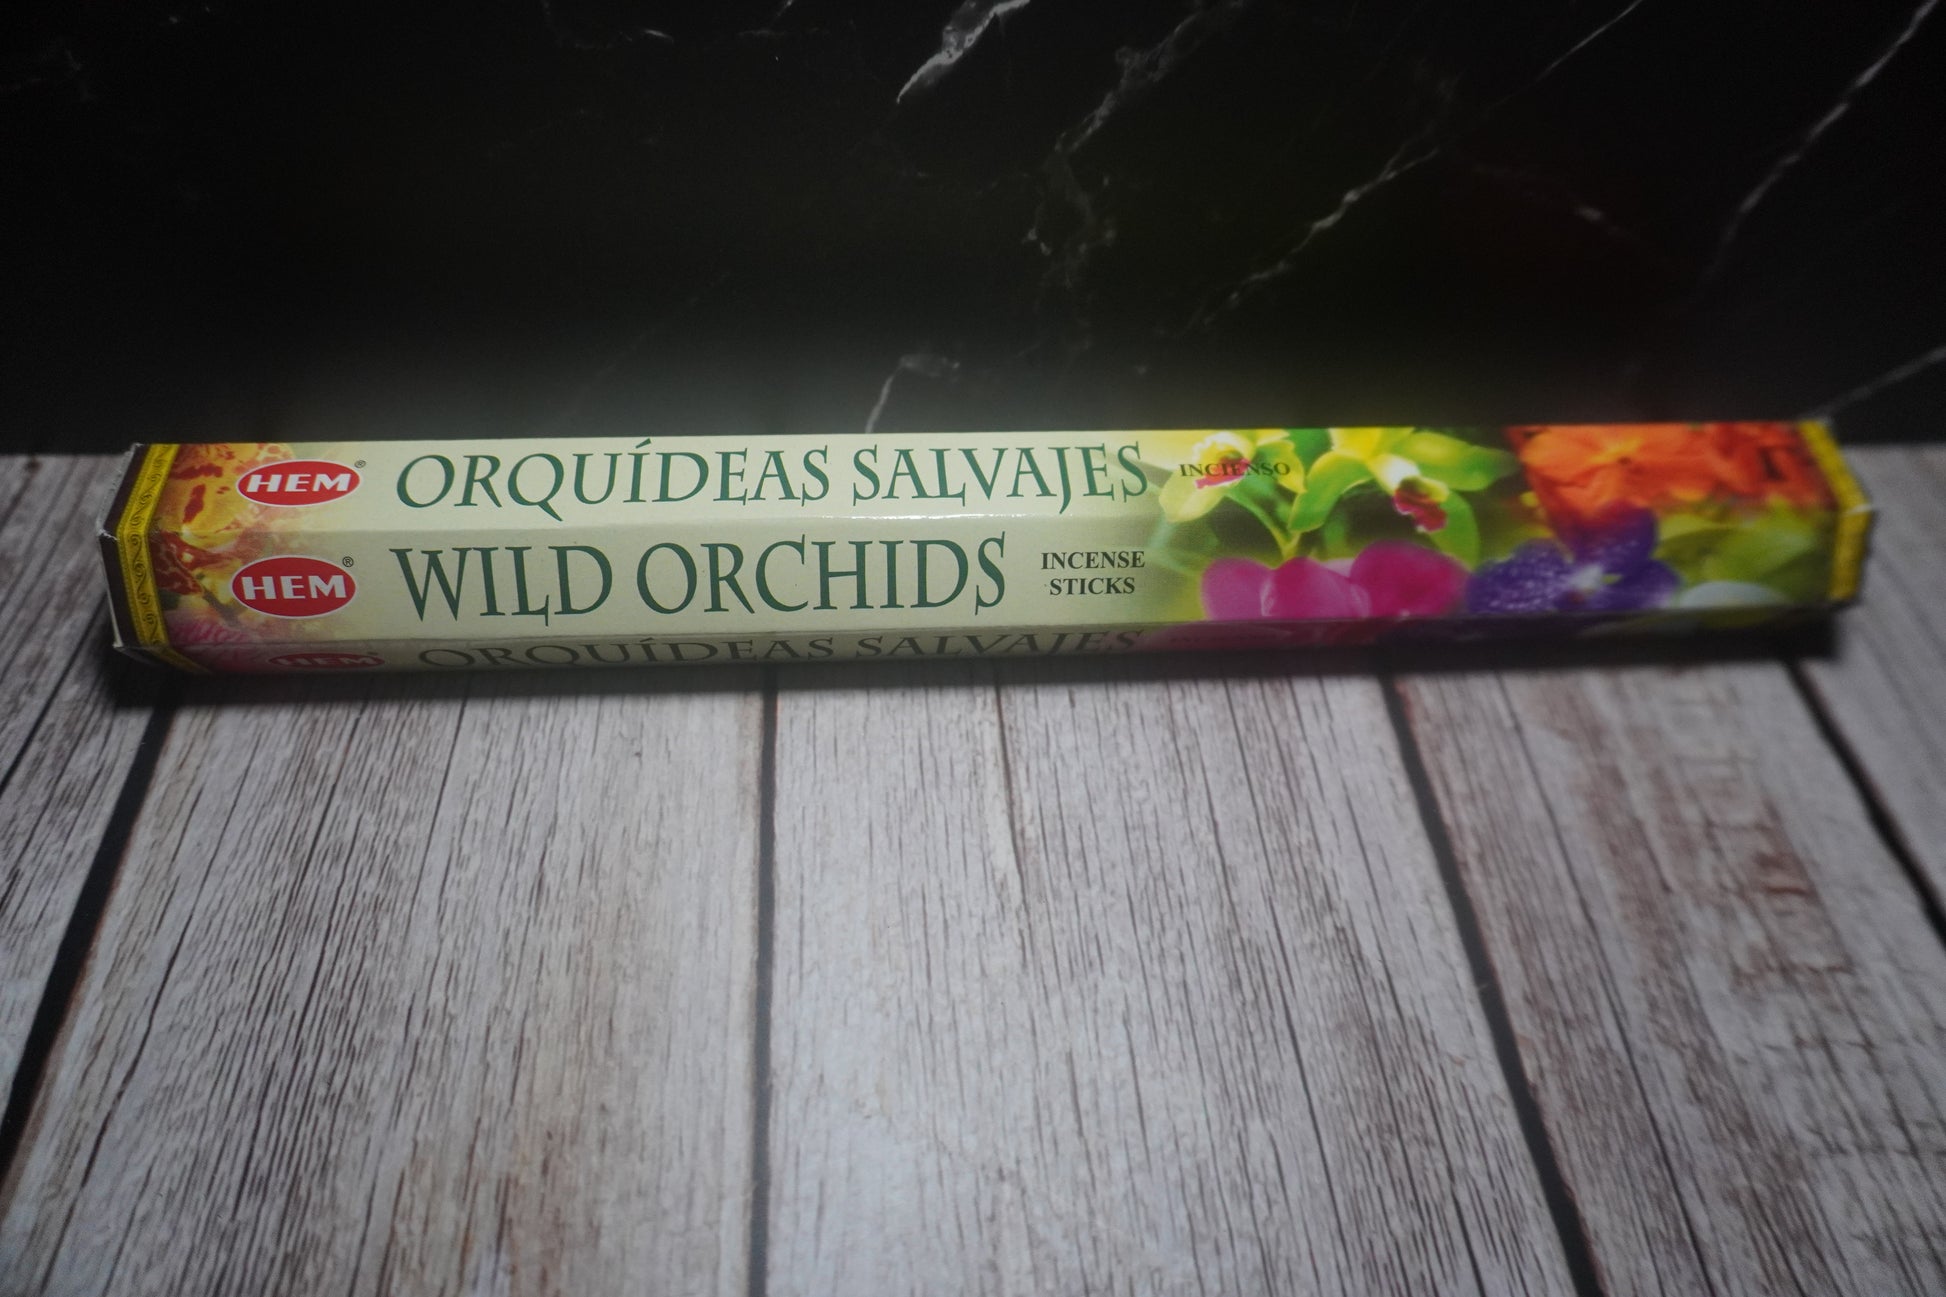 HEM® ORQUÍDEAS SALVAJES INCIENSO
HEM® WILD ORCHIDS INCENSE
STICKS
HEM ORQUÍDEAS SALVAJES